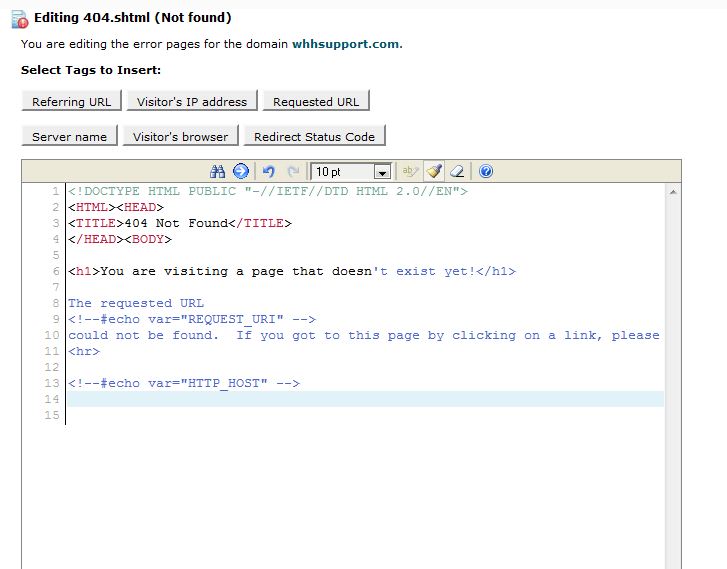 Editing 404.shtml (Not found)
You are editing the error pages for the domain whhsupport.com.
Select Tags to Insert:
Referring URL Visitor's IP address Requested URL
Server name Visitor's browser Redirect Status Code
10 pt
1 <!DOCTYPE HTML PUBLIC "-//IETF//DTD HTML 2.0//EN">
2 <HTML><HEAD>
3 <TITLE>404 Not Found</TITLE>
4 </HEAD><BODY>
5
6 <h1>You are visiting a page that doesn't exist yet!</h1>
7
8 The requested URL
9 <!--#echo var="REQUEST_URI" -->
10 could not be found.  If you got to this page by clicking on a link, please
11 <hr>
12
13 <!--#echo var="HTTP_HOST" -->
14
15